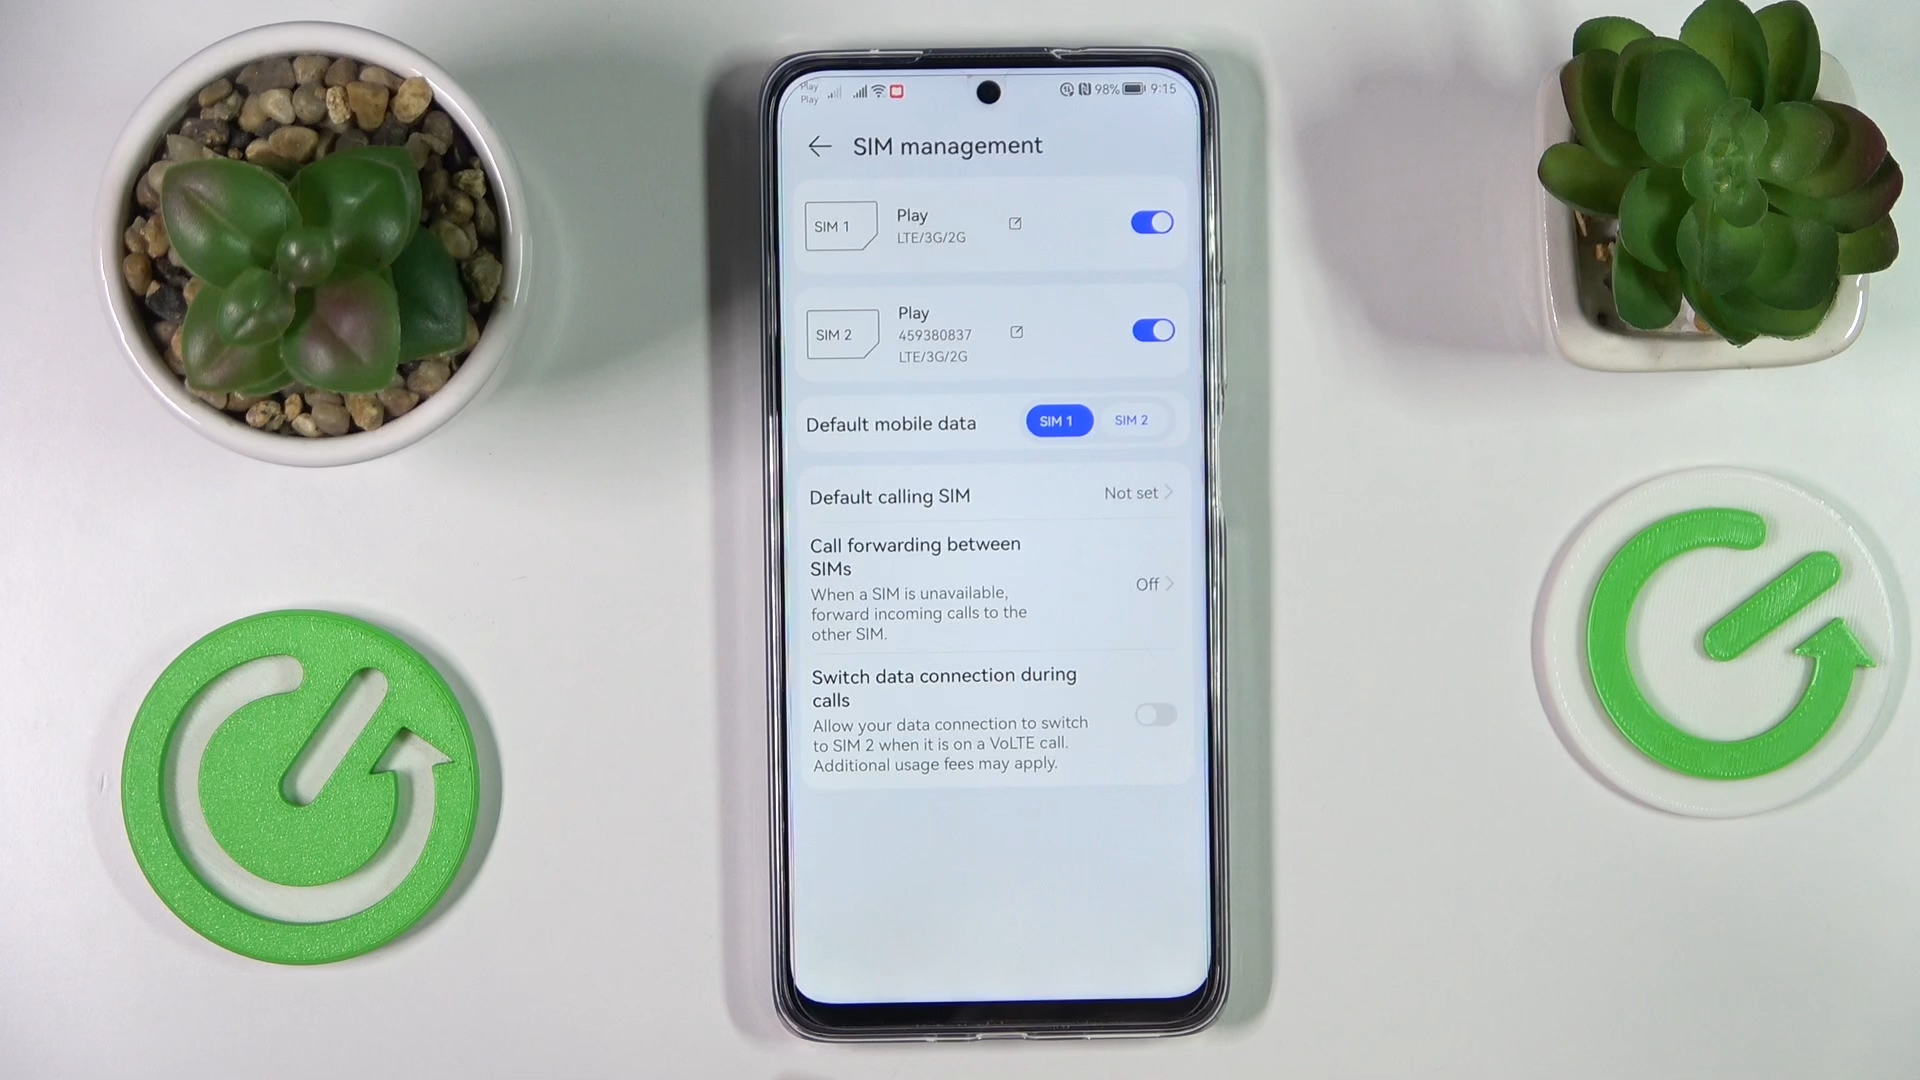 Play
Play
98%
9:15
SIM management
SIM 1
Play
LTE/3G/2G
SIM 2
Play
459380837
LTE/3G/2G
Default mobile data
SIM 1
SIM 2
Default calling SIM
Not set
Call forwarding between
SIMs
When a SIM is unavailable,
forward incoming calls to the
other SIM.
Off
Switch data connection during
calls
Allow your data connection to switch
to SIM 2 when it is on a VoLTE call.
Additional usage fees may apply.